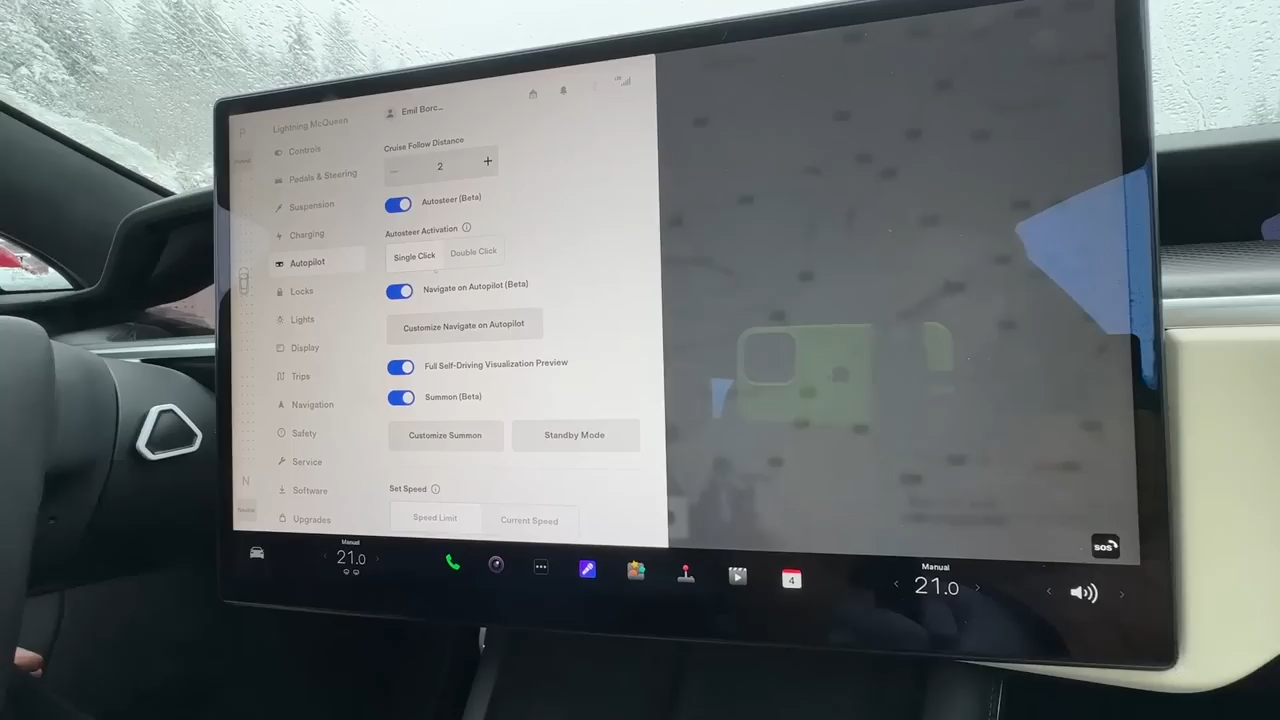 P
Lightning McQueen
Emil Borc...
LTE
Controls
Pedals & Steering
Suspension
Charging
Autopilot
Locks
Lights
Display
Trips
Navigation
Safety
Service
Software
Upgrades
N
Cruise Follow Distance
− 2 +
Autosteer (Beta)
Autosteer Activation
Single Click
Double Click
Navigate on Autopilot (Beta)
Customize Navigate on Autopilot
Full Self-Driving Visualization Preview
Summon (Beta)
Customize Summon
Standby Mode
Set Speed
Speed Limit
Current Speed
SOS
Manual
21.0
4
Manual
21.0